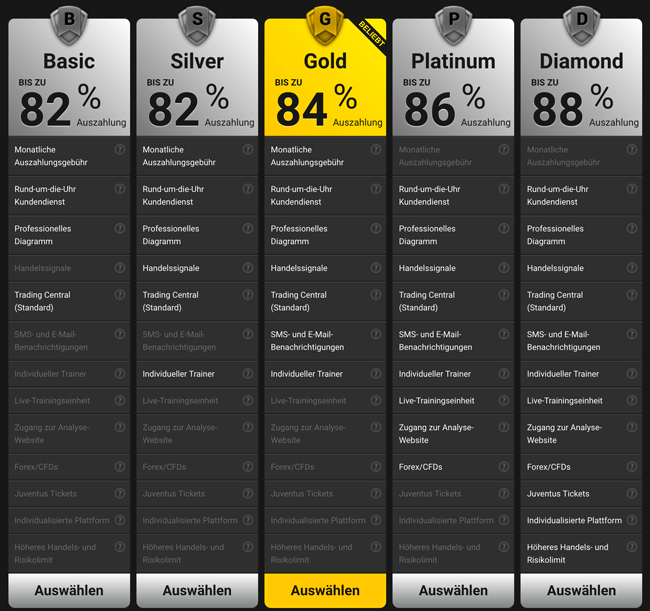 B
Basic
BIS ZU
82 %
Auszahlung
Monatliche
Auszahlungsgebühr ?
Rund-um-die-Uhr
Kundendienst ?
Professionelles
Diagramm ?
Handelssignale ?
Trading Central
(Standard) ?
SMS- und E-Mail-
Benachrichtigungen ?
Individueller Trainer ?
Live-Trainingseinheit ?
Zugang zur Analyse-
Website ?
Forex/CFDs ?
Juventus Tickets ?
Individualisierte Plattform ?
Höheres Handels- und
Risikolimit ?
Auswählen
S
Silver
BIS ZU
82 %
Auszahlung
Monatliche
Auszahlungsgebühr ?
Rund-um-die-Uhr
Kundendienst ?
Professionelles
Diagramm ?
Handelssignale ?
Trading Central
(Standard) ?
SMS- und E-Mail-
Benachrichtigungen ?
Individueller Trainer ?
Live-Trainingseinheit ?
Zugang zur Analyse-
Website ?
Forex/CFDs ?
Juventus Tickets ?
Individualisierte Plattform ?
Höheres Handels- und
Risikolimit ?
Auswählen
G
BELIEBT
Gold
BIS ZU
84 %
Auszahlung
Monatliche
Auszahlungsgebühr ?
Rund-um-die-Uhr
Kundendienst ?
Professionelles
Diagramm ?
Handelssignale ?
Trading Central
(Standard) ?
SMS- und E-Mail-
Benachrichtigungen ?
Individueller Trainer ?
Live-Trainingseinheit ?
Zugang zur Analyse-
Website ?
Forex/CFDs ?
Juventus Tickets ?
Individualisierte Plattform ?
Höheres Handels- und
Risikolimit ?
Auswählen
P
Platinum
BIS ZU
86 %
Auszahlung
Monatliche
Auszahlungsgebühr ?
Rund-um-die-Uhr
Kundendienst ?
Professionelles
Diagramm ?
Handelssignale ?
Trading Central
(Standard) ?
SMS- und E-Mail-
Benachrichtigungen ?
Individueller Trainer ?
Live-Trainingseinheit ?
Zugang zur Analyse-
Website ?
Forex/CFDs ?
Juventus Tickets ?
Individualisierte Plattform ?
Höheres Handels- und
Risikolimit ?
Auswählen
D
Diamond
BIS ZU
88 %
Auszahlung
Monatliche
Auszahlungsgebühr ?
Rund-um-die-Uhr
Kundendienst ?
Professionelles
Diagramm ?
Handelssignale ?
Trading Central
(Standard) ?
SMS- und E-Mail-
Benachrichtigungen ?
Individueller Trainer ?
Live-Trainingseinheit ?
Zugang zur Analyse-
Website ?
Forex/CFDs ?
Juventus Tickets ?
Individualisierte Plattform ?
Höheres Handels- und
Risikolimit ?
Auswählen